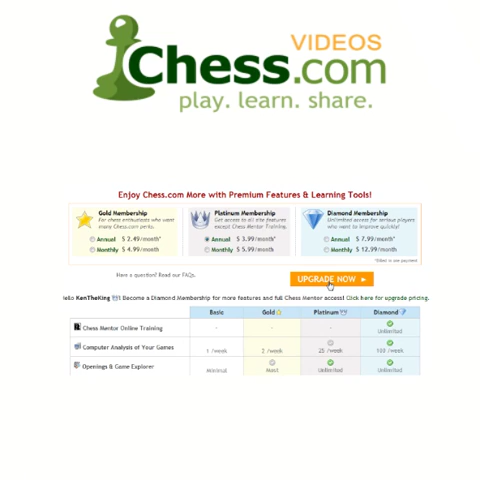 VIDEOS
Chess.com
play. learn. share.
Enjoy Chess.com More with Premium Features & Learning Tools!
Gold Membership
For chess enthusiasts who want
many Chess.com perks.
Annual $ 2.49/month*
Monthly $ 4.99/month
Platinum Membership
Get access to all site features
except Chess Mentor Training.
Annual $ 3.99/month*
Monthly $ 5.99/month
Diamond Membership
Unlimited access for serious players
who want to improve quickly!
Annual $ 7.99/month*
Monthly $ 12.99/month
*Billed in one payment
Have a question? Read our FAQs.
UPGRADE NOW
Hello KenTheKing! Become a Diamond Membership for more features and full Chess Mentor access! Click here for upgrade pricing.
Basic Gold Platinum Diamond
Chess Mentor Online Training - - - Unlimited
Computer Analysis of Your Games 1 /week 2 /week 25 /week 100 /week
Openings & Game Explorer Minimal Most Unlimited Unlimited